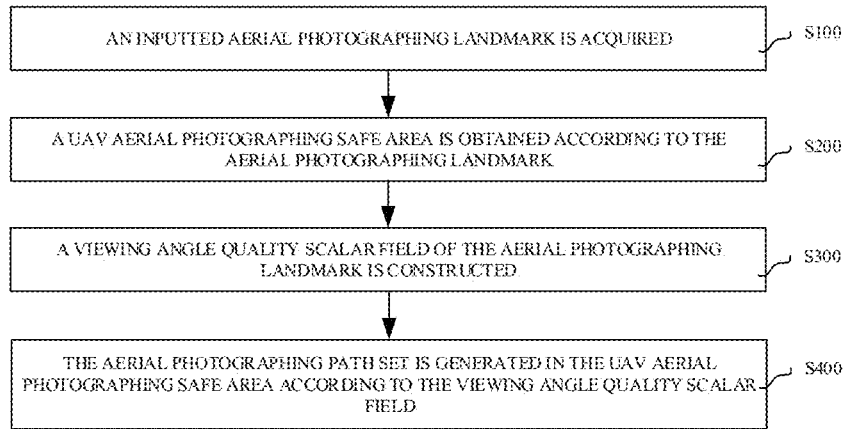 AN INPUTTED AERIAL PHOTOGRAPHING LANDMARK IS ACQUIRED
S100
A UAV AERIAL PHOTOGRAPHING SAFE AREA IS OBTAINED ACCORDING TO THE
AERIAL PHOTOGRAPHING LANDMARK
S200
A VIEWING ANGLE QUALITY SCALAR FIELD OF THE AERIAL PHOTOGRAPHING
LANDMARK IS CONSTRUCTED
S300
THE AERIAL PHOTOGRAPHING PATH SET IS GENERATED IN THE UAV AERIAL
PHOTOGRAPHING SAFE AREA ACCORDING TO THE VIEWING ANGLE QUALITY SCALAR
FIELD
S400